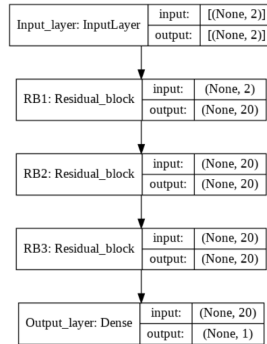 Input_layer: InputLayer
input: [(None, 2)]
output: [(None, 2)]
RB1: Residual_block
input: (None, 2)
output: (None, 20)
RB2: Residual_block
input: (None, 20)
output: (None, 20)
RB3: Residual_block
input: (None, 20)
output: (None, 20)
Output_layer: Dense
input: (None, 20)
output: (None, 1)